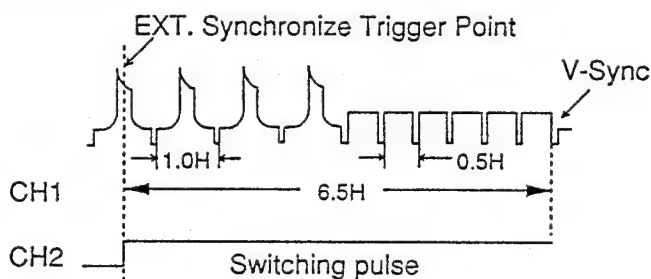 EXT. Synchronize Trigger Point
V-Sync
1.0H
0.5H
CH1
6.5H
CH2
Switching pulse